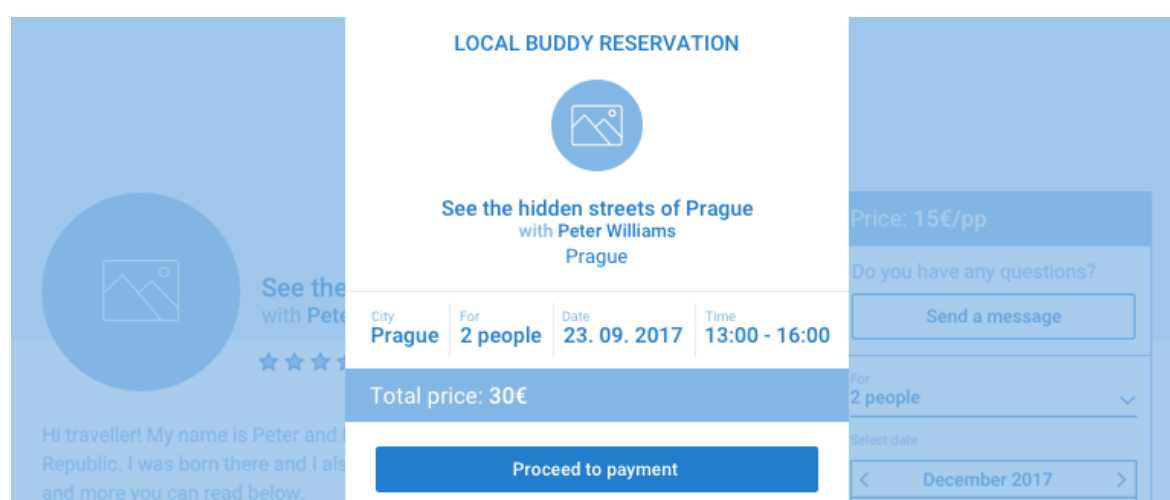 LOCAL BUDDY RESERVATION
See the hidden streets of Prague
with Peter Williams
Prague
City
Prague
For
2 people
Date
23. 09. 2017
Time
13:00 - 16:00
Total price: 30€
Proceed to payment
See the
with Pete
Hi traveller! My name is Peter and
Republic. I was born there and I als
and more you can read below.
Price: 15€/pp
Do you have any questions?
Send a message
For
2 people
Select date
< December 2017 >